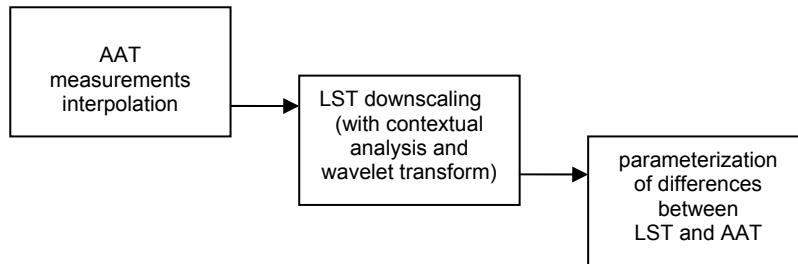 AAT
measurements
interpolation
LST downscaling
(with contextual
analysis and
wavelet transform)
parameterization
of differences
between
LST and AAT